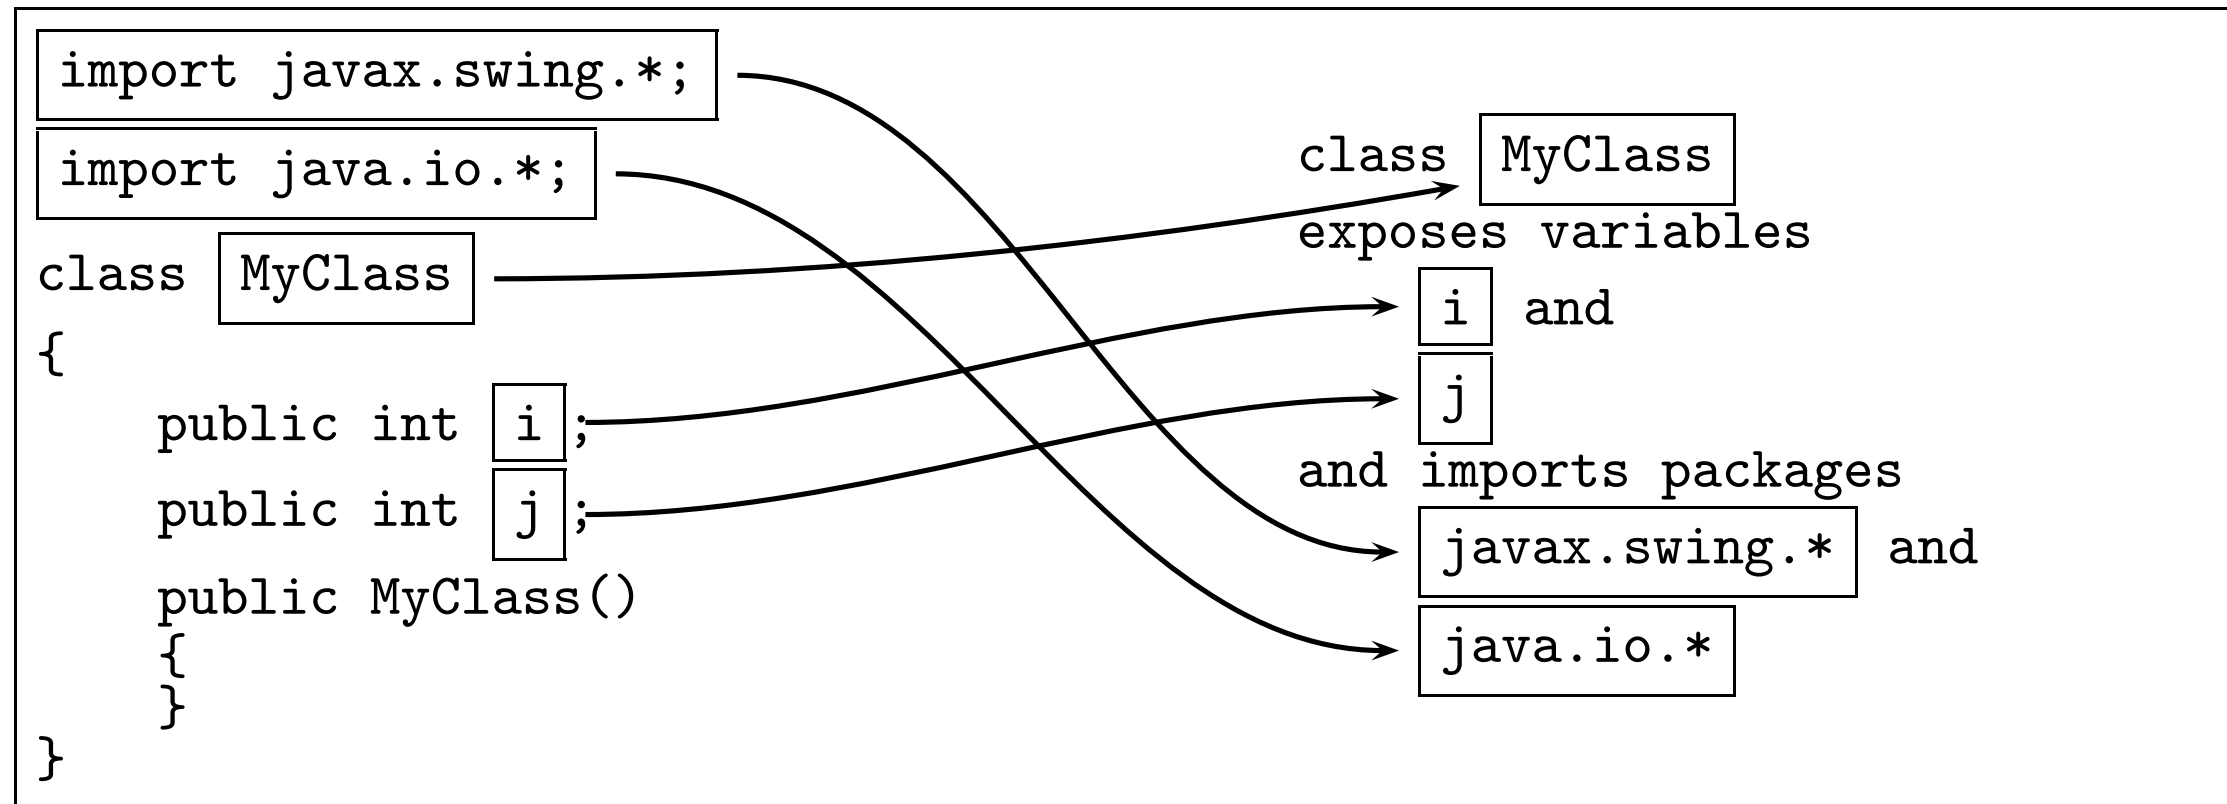 import javax.swing.*;
import java.io.*;
class MyClass
{
public int i ;
public int j ;
public MyClass()
{
}
}
class MyClass
exposes variables
i and
j
and imports packages
javax.swing.* and
java.io.*